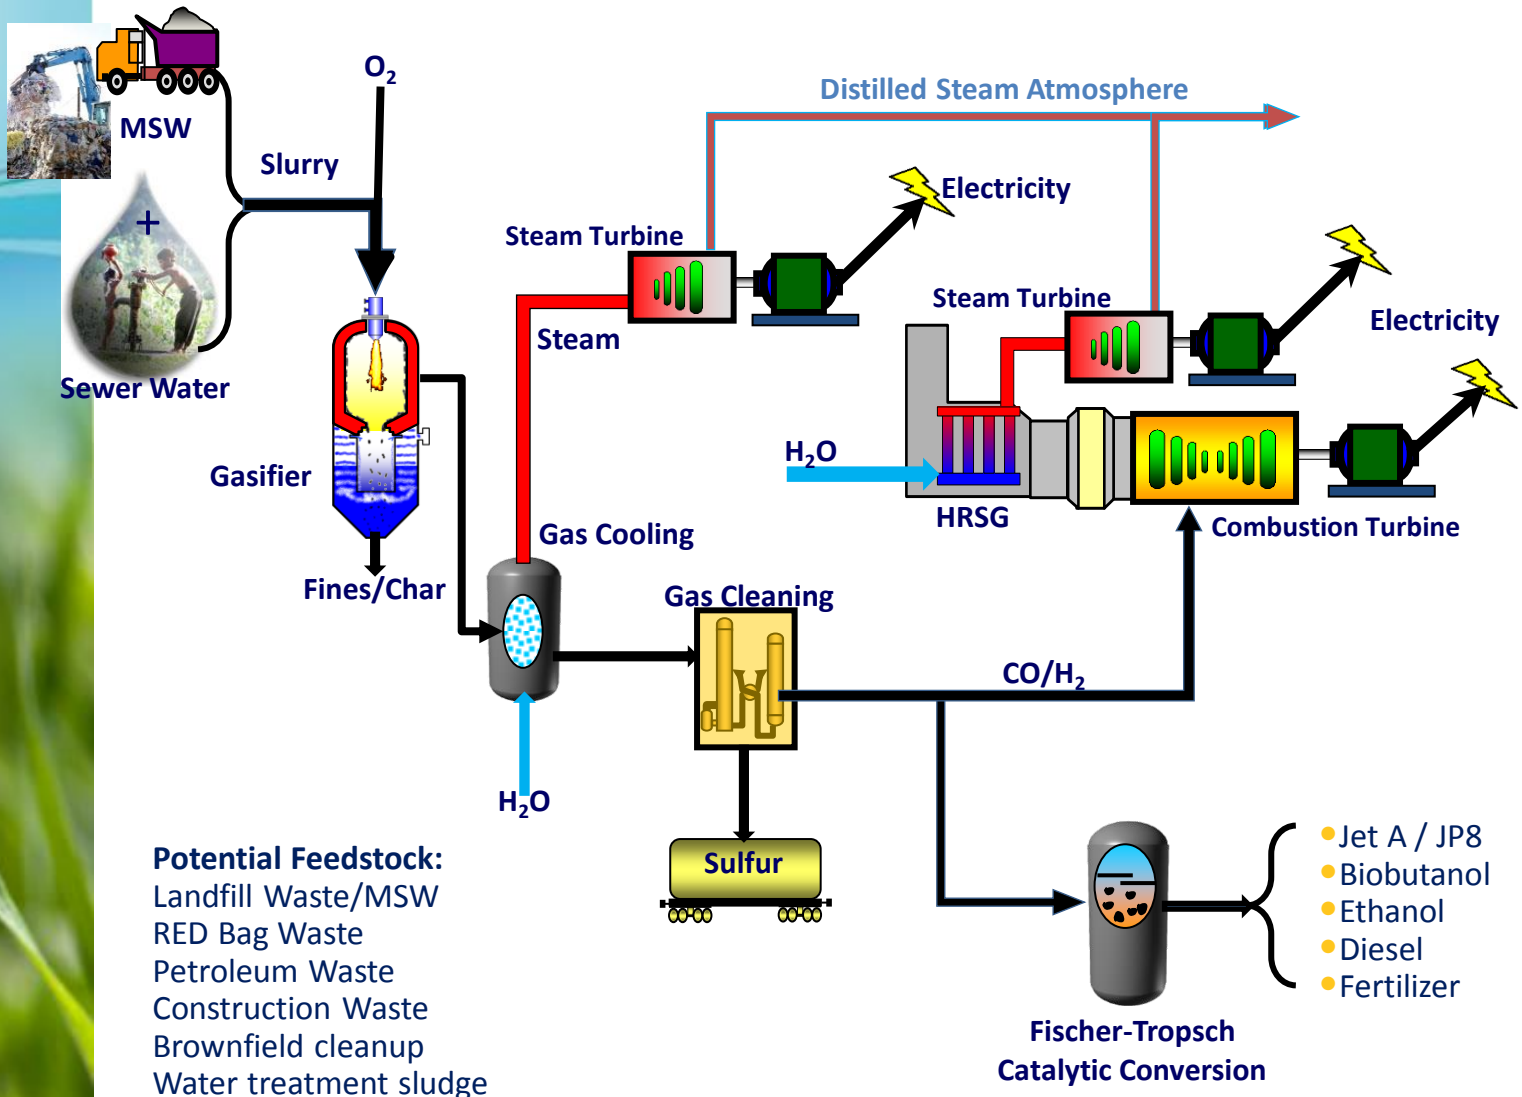 O₂
MSW
Slurry
+
Sewer Water
Gasifier
Fines/Char
Distilled Steam Atmosphere
Electricity
Steam Turbine
Steam
Steam Turbine
Electricity
H₂O
HRSG
Combustion Turbine
Gas Cooling
Gas Cleaning
CO/H₂
H₂O
Sulfur
Potential Feedstock:
Landfill Waste/MSW
RED Bag Waste
Petroleum Waste
Construction Waste
Brownfield cleanup
Water treatment sludge
•Jet A / JP8
•Biobutanol
•Ethanol
•Diesel
•Fertilizer
Fischer-Tropsch
Catalytic Conversion